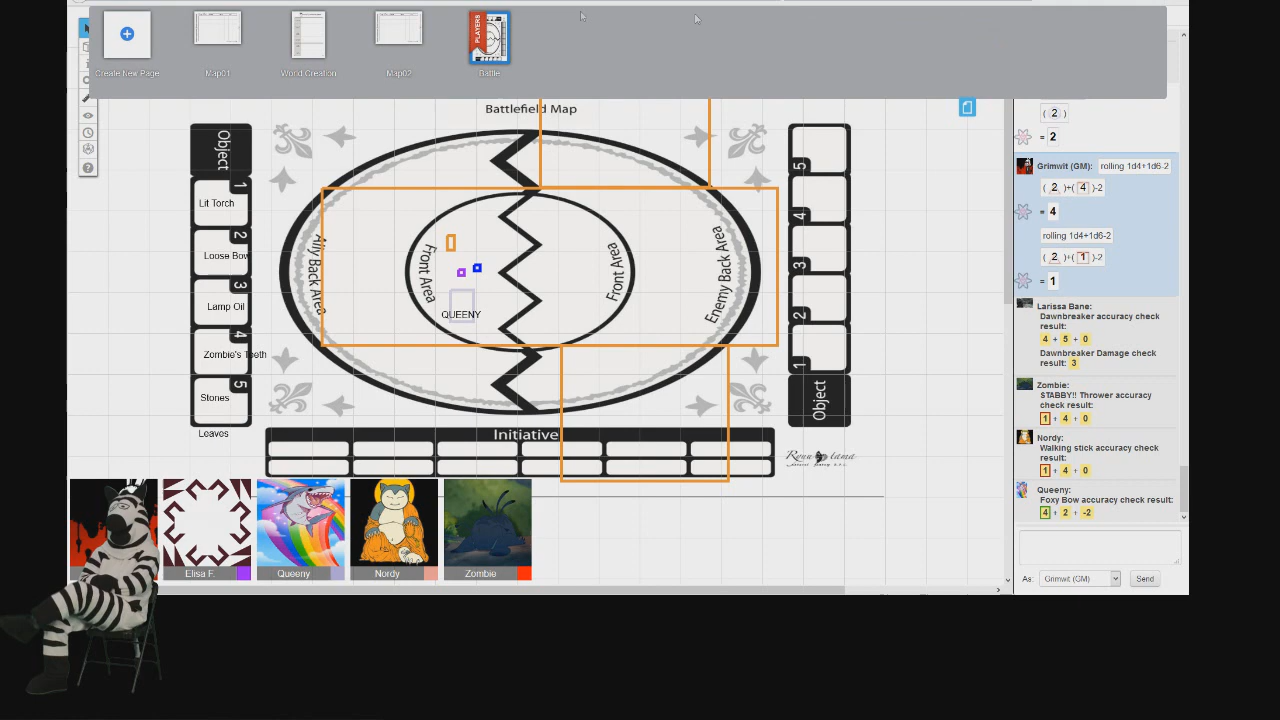 PLAYERS
Create New Page
Map01
World Creation
Map02
Battle
Battlefield Map
Object
1
Lit Torch
2
Loose Bow
3
Lamp Oil
4
Zombie's Teeth
5
Stones
Leaves
Ally Back Area
Front Area
QUEENY
Front Area
Enemy Back Area
5
4
3
2
1
Object
Initiative
Elisa F.
Queeny
Nordy
Zombie
( 2 )
= 2
Grimwit (GM): rolling 1d4+1d6-2
( 2 )+( 4 )-2
= 4
rolling 1d4+1d6-2
( 2 )+( 1 )-2
= 1
Larissa Bane:
Dawnbreaker accuracy check
result:
4 + 5 + 0
Dawnbreaker Damage check
result: 3
Zombie:
STABBY!! Thrower accuracy
check result:
1 + 4 + 0
Nordy:
Walking stick accuracy check
result:
1 + 4 + 0
Queeny:
Foxy Bow accuracy check result:
4 + 2 + -2
As: Grimwit (GM) Send